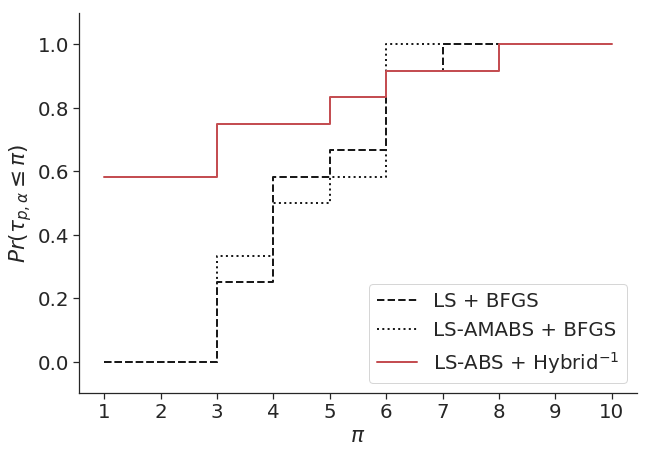 1.0
0.8
0.6
0.4
0.2
0.0
Pr(τ_{p,α} ≤ π)
LS + BFGS
LS-AMABS + BFGS
LS-ABS + Hybrid⁻¹
1 2 3 4 5 6 7 8 9 10
π